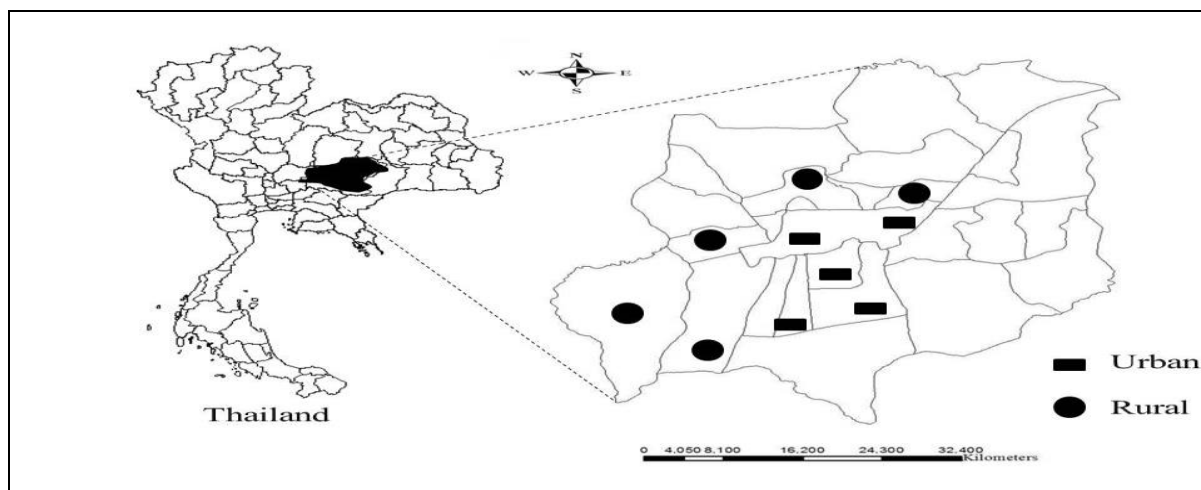 N
W E
S
Thailand
Urban
Rural
0 4,050 8,100 16,200 24,300 32,400
Kilometers